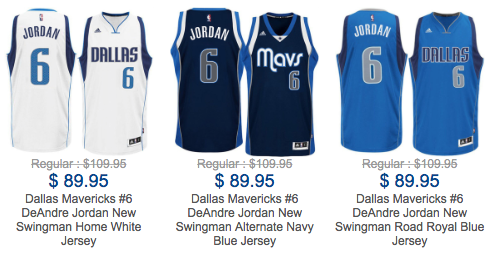 JORDAN
6
DALLAS
6
JORDAN
6
Mavs
6
JORDAN
6
DALLAS
6
Regular : $109.95
$ 89.95
Dallas Mavericks #6
DeAndre Jordan New
Swingman Home White
Jersey
Regular : $109.95
$ 89.95
Dallas Mavericks #6
DeAndre Jordan New
Swingman Alternate Navy
Blue Jersey
Regular : $109.95
$ 89.95
Dallas Mavericks #6
DeAndre Jordan New
Swingman Road Royal Blue
Jersey